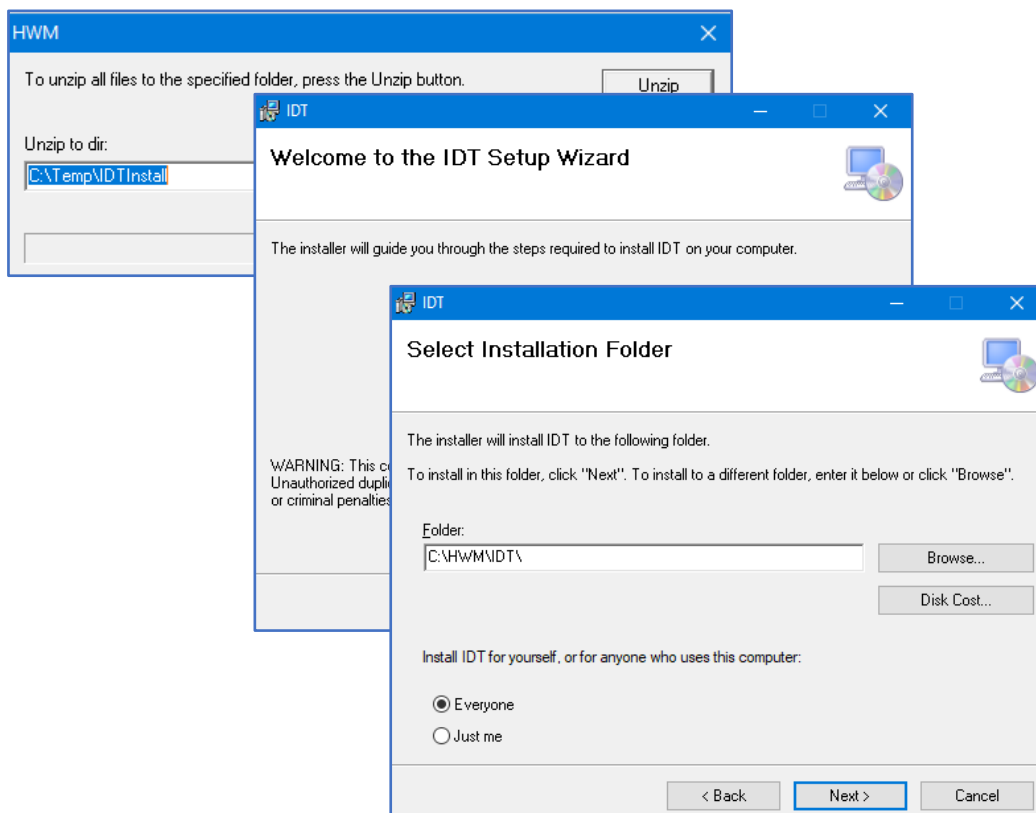 HWM
To unzip all files to the specified folder, press the Unzip button.
Unzip
Unzip to dir:
C:\Temp\IDTInstall
IDT
Welcome to the IDT Setup Wizard
The installer will guide you through the steps required to install IDT on your computer.
WARNING: This
Unauthorized
or criminal penalties
IDT
Select Installation Folder
The installer will install IDT to the following folder.
To install in this folder, click "Next". To install to a different folder, enter it below or click "Browse".
Folder:
C:\HWM\IDT\
Browse...
Disk Cost...
Install IDT for yourself, or for anyone who uses this computer:
Everyone
Just me
< Back
Next >
Cancel